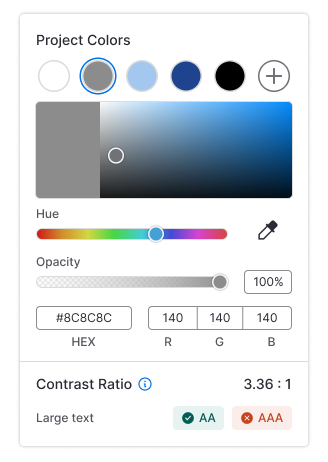 Project Colors
Hue
Opacity
100%
#8C8C8C 140 140 140
HEX R G B
Contrast Ratio 3.36 : 1
Large text AA AAA